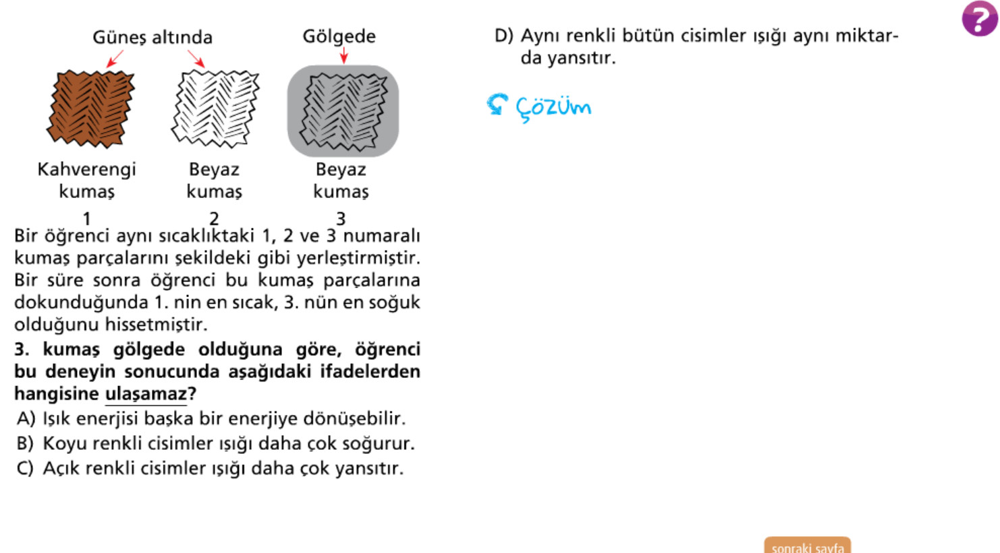 Güneş altında
Gölgede
Kahverengi
kumaş
1
Beyaz
kumaş
2
Beyaz
kumaş
3
Bir öğrenci aynı sıcaklıktaki 1, 2 ve 3 numaralı
kumaş parçalarını şekildeki gibi yerleştirmiştir.
Bir süre sonra öğrenci bu kumaş parçalarına
dokunduğunda 1. nin en sıcak, 3. nün en soğuk
olduğunu hissetmiştir.
3. kumaş gölgede olduğuna göre, öğrenci
bu deneyin sonucunda aşağıdaki ifadelerden
hangisine ulaşamaz?
A) Işık enerjisi başka bir enerjiye dönüşebilir.
B) Koyu renkli cisimler ışığı daha çok soğurur.
C) Açık renkli cisimler ışığı daha çok yansıtır.
D) Aynı renkli bütün cisimler ışığı aynı miktar-
da yansıtır.
Çözüm
?
sonraki sayfa